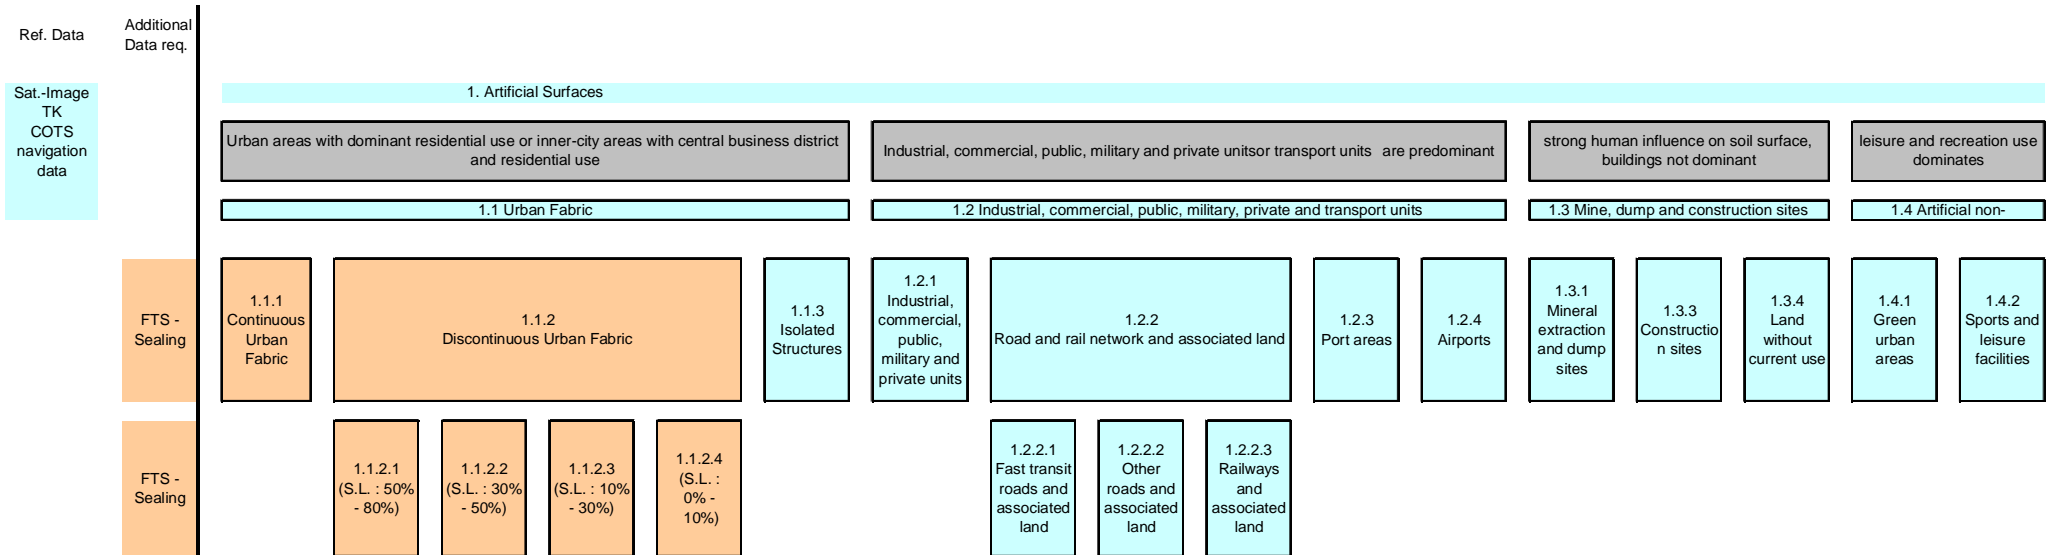 Ref. Data
Additional
Data req.
Sat.-Image
TK
COTS
navigation
data
1. Artificial Surfaces
Urban areas with dominant residential use or inner-city areas with central business district
and residential use
Industrial, commercial, public, military and private unitsor transport units are predominant
strong human influence on soil surface,
buildings not dominant
leisure and recreation use
dominates
1.1 Urban Fabric
1.2 Industrial, commercial, public, military, private and transport units
1.3 Mine, dump and construction sites
1.4 Artificial non-
FTS -
Sealing
1.1.1
Continuous
Urban
Fabric
1.1.2
Discontinuous Urban Fabric
1.1.3
Isolated
Structures
1.2.1
Industrial,
commercial,
public,
military and
private units
1.2.2
Road and rail network and associated land
1.2.3
Port areas
1.2.4
Airports
1.3.1
Mineral
extraction
and dump
sites
1.3.3
Constructio
n sites
1.3.4
Land
without
current use
1.4.1
Green
urban
areas
1.4.2
Sports and
leisure
facilities
FTS -
Sealing
1.1.2.1
(S.L. : 50%
- 80%)
1.1.2.2
(S.L. : 30%
- 50%)
1.1.2.3
(S.L. : 10%
- 30%)
1.1.2.4
(S.L. :
0% -
10%)
1.2.2.1
Fast transit
roads and
associated
land
1.2.2.2
Other
roads and
associated
land
1.2.2.3
Railways
and
associated
land